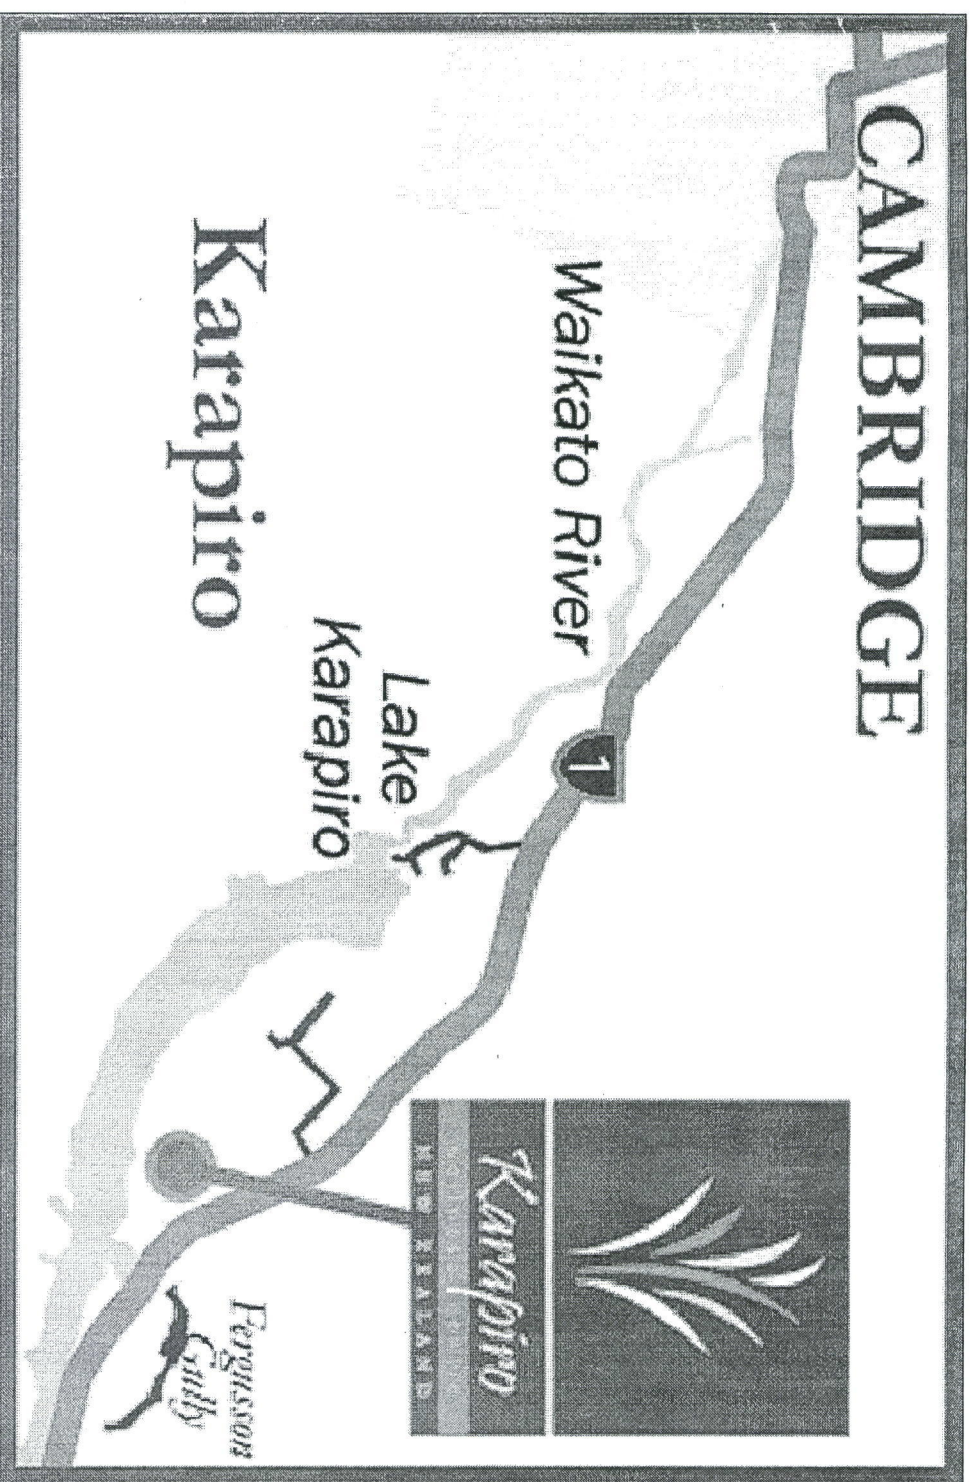 CAMBRIDGE
Waikato River
1
Lake
Karapiro
Karapiro
Karapiro
NEW ZEALAND
Fergusson
Gully